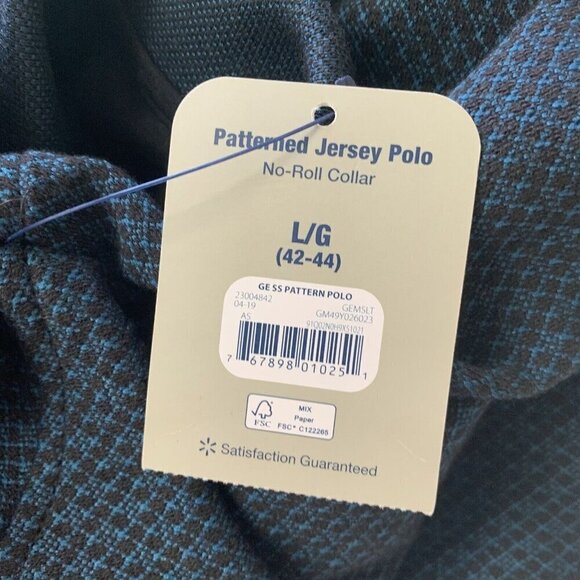 Patterned Jersey Polo
No-Roll Collar
L/G
(42-44)
GE SS PATTERN POLO
23004842 GEMSLT
04-19 GM49Y026023
AS 91Q02N0H9XS1021
7 67898 01025 1
FSC
MIX
Paper
FSC® C122265
Satisfaction Guaranteed